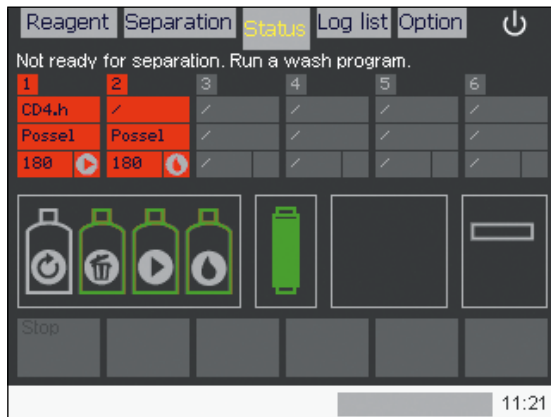 Reagent Separation Status Log list Option
Not ready for separation. Run a wash program.
1 2 3 4 5 6
CD4.h / / / / /
Possel Possel / / / /
180 180 / / / /
Stop
11:21